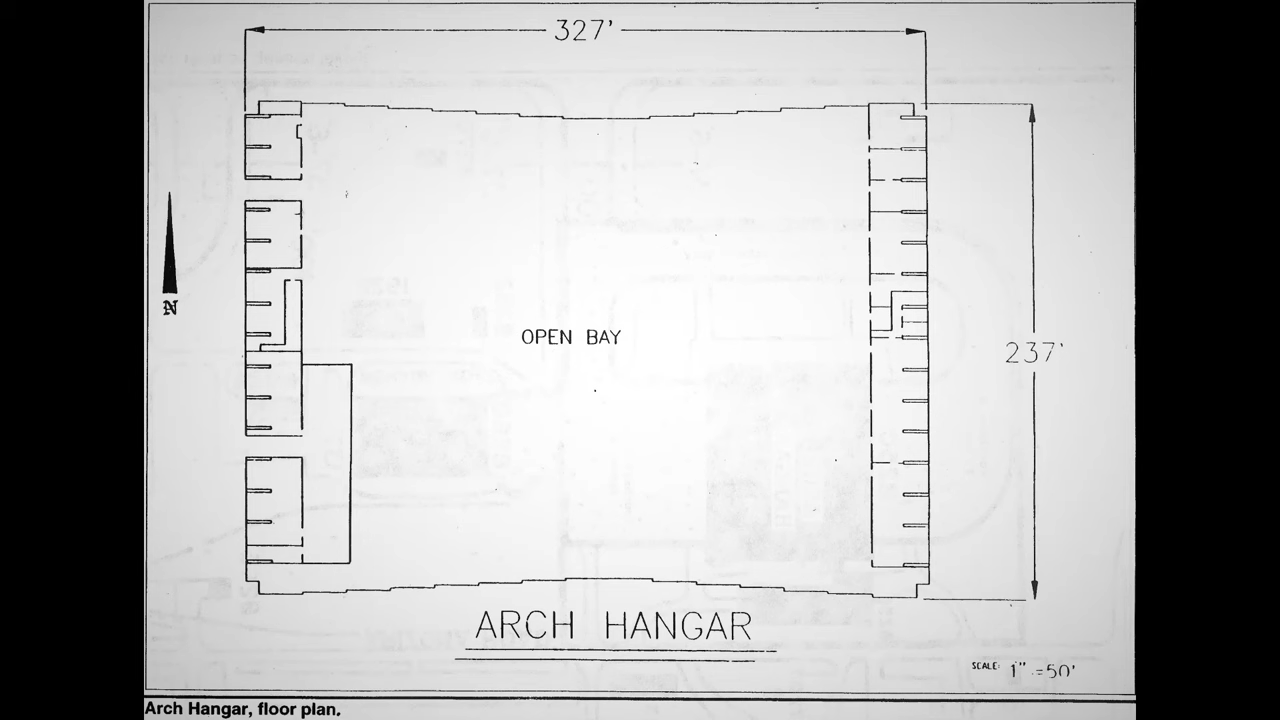 327'
N
OPEN BAY
237'
ARCH HANGAR
SCALE: 1" = 50'
Arch Hangar, floor plan.